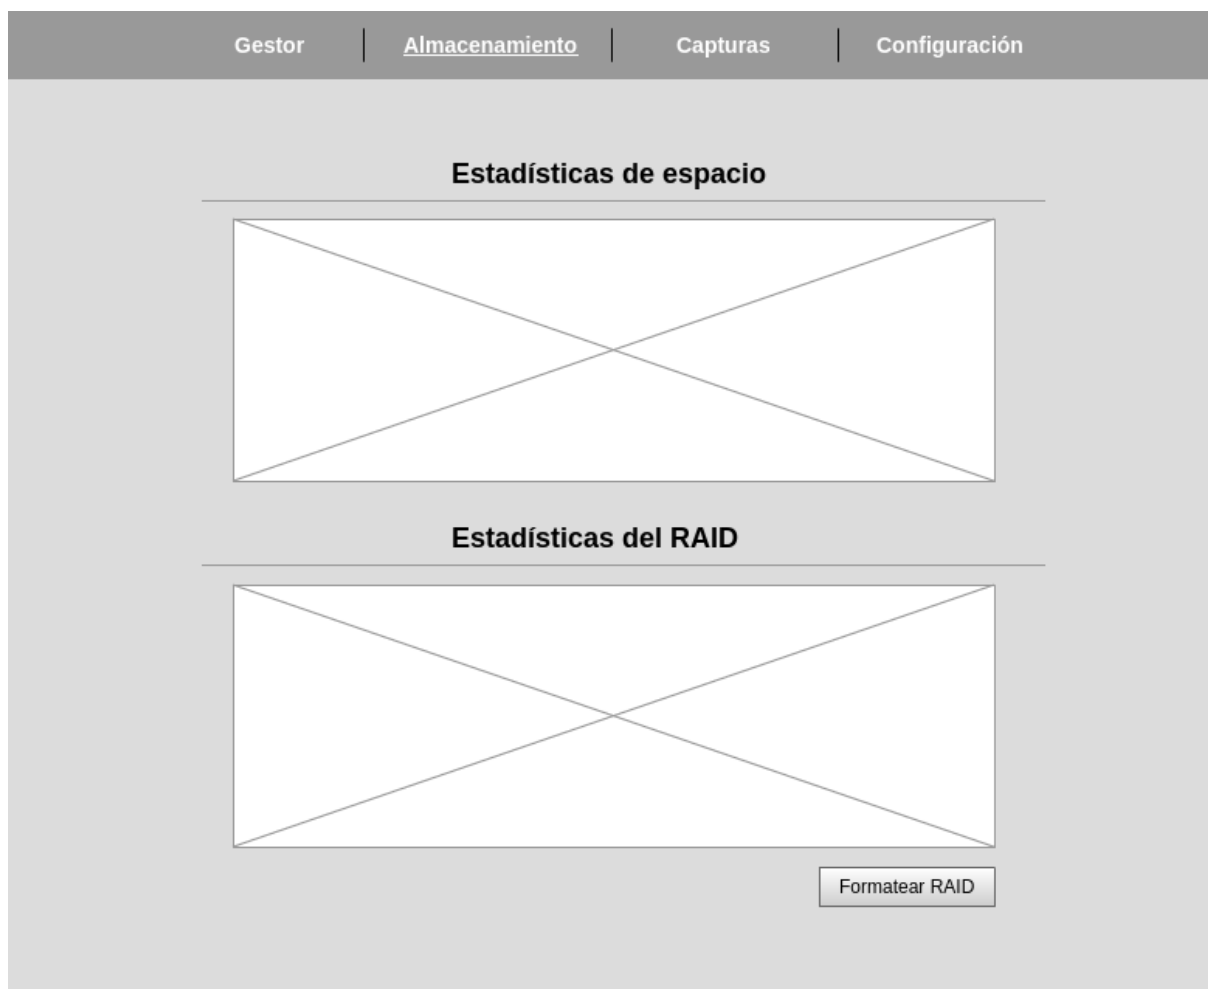 Gestor Almacenamiento Capturas Configuración
Estadísticas de espacio
Estadísticas del RAID
Formatear RAID